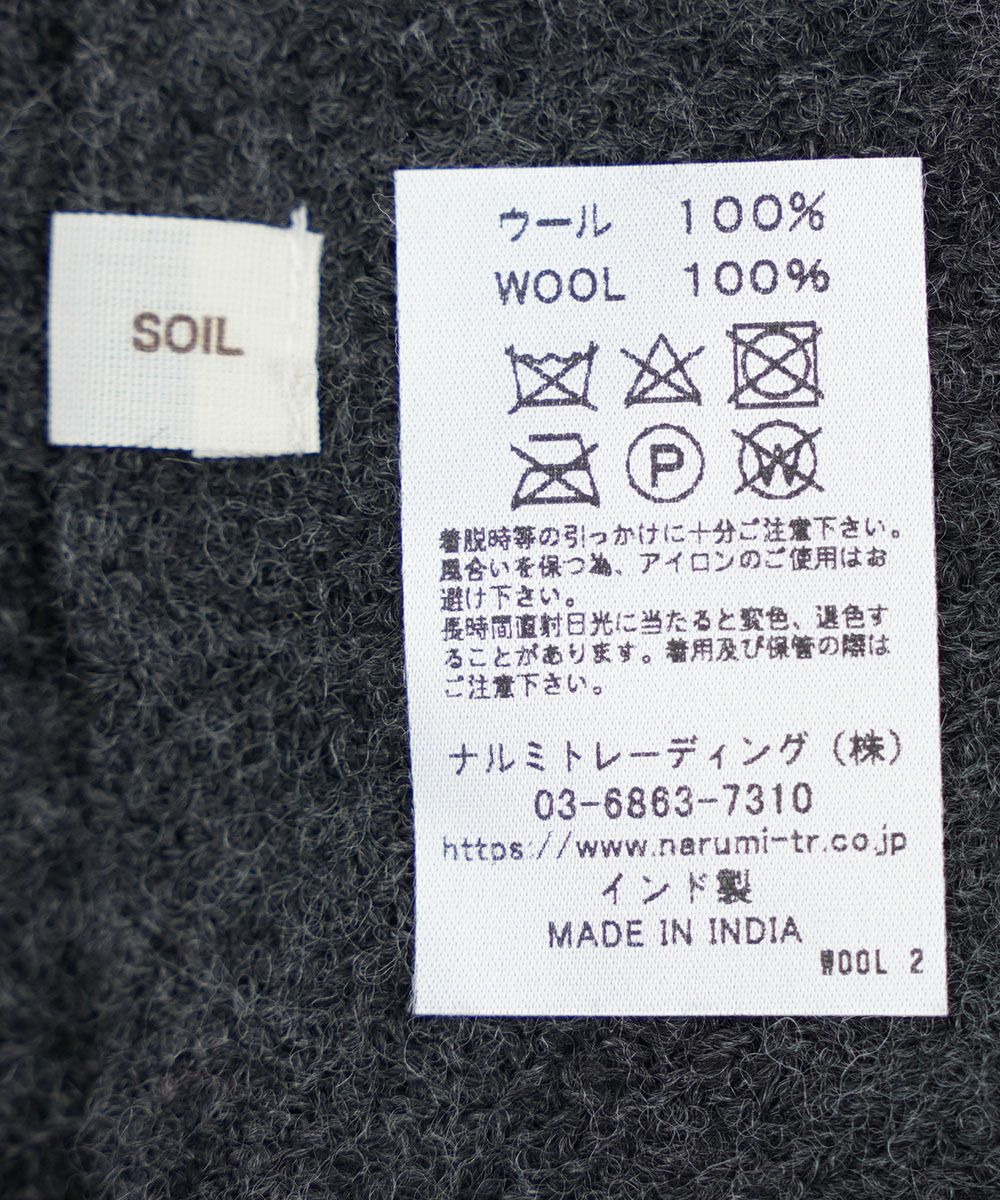 SOIL
ウール 100%
WOOL 100%
P
W
着脱時等の引っかけに十分ご注意下さい。
風合いを保つ為、アイロンのご使用はお
避け下さい。
長時間直射日光に当たると変色、退色す
ることがあります。着用及び保管の際は
ご注意下さい。
ナルミトレーディング（株）
03-6863-7310
https://www.narumi-tr.co.jp
インド製
MADE IN INDIA
WOOL 2